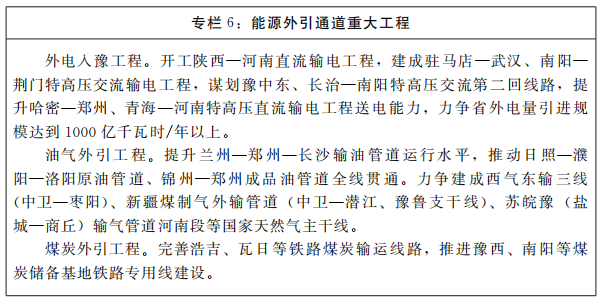 专栏 6：能源外引通道重大工程
外电入豫工程。开工陕西—河南直流输电工程，建成驻马店—武汉、南阳—
荆门特高压交流输电工程，谋划豫中东、长治—南阳特高压交流第二回线路，提
升哈密—郑州、青海—河南特高压直流输电工程送电能力，力争省外电量引进规
模达到 1000 亿千瓦时/年以上。
油气外引工程。提升兰州—郑州—长沙输油管道运行水平，推动日照—濮
阳—洛阳原油管道、锦州—郑州成品油管道全线贯通。力争建成西气东输三线
(中卫—枣阳)、新疆煤制气外输管道（中卫—潜江、豫鲁支干线）、苏皖豫（盐
城—商丘）输气管道河南段等国家天然气主干线。
煤炭外引工程。完善浩吉、瓦日等铁路煤炭输运线路，推进豫西、南阳等煤
炭储备基地铁路专用线建设。